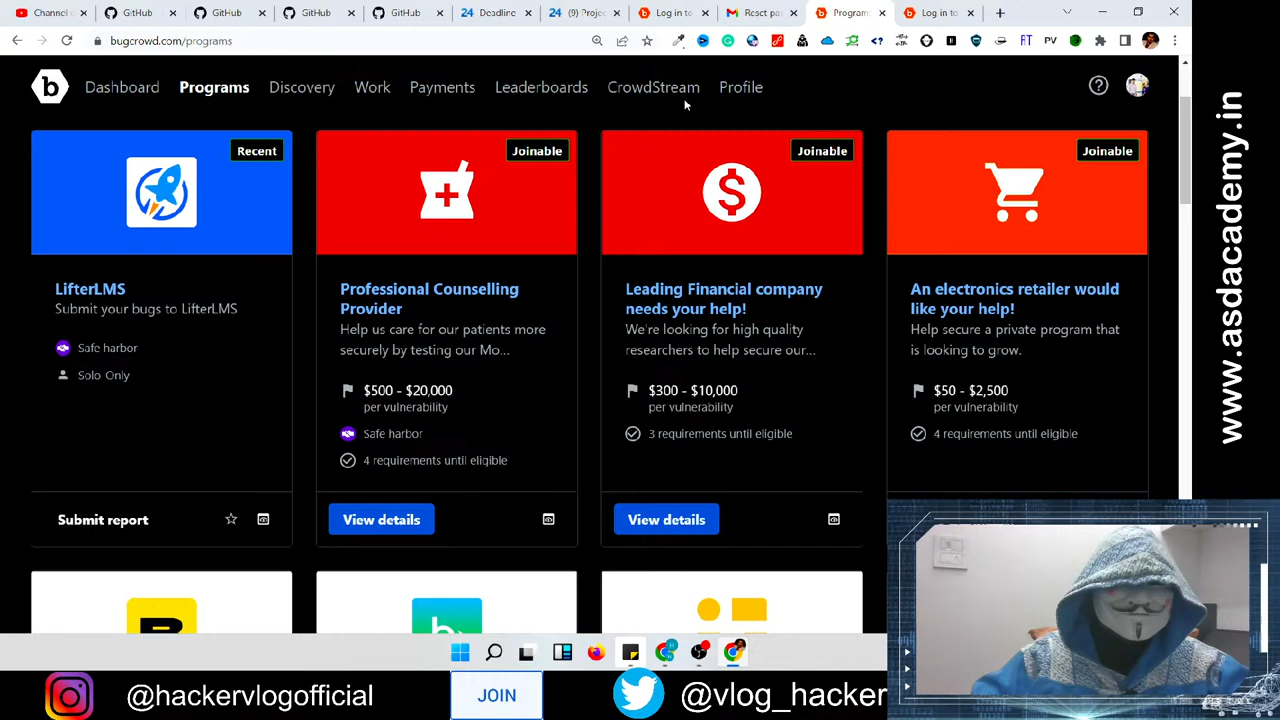 Channel c
GitHub
GitHub
GitHub
GitHub
24 Deadline
24 (9) Projec
Log in to
Reset pa
Program
Log in to
bugcrowd.com/programs
Dashboard
Programs
Discovery
Work
Payments
Leaderboards
CrowdStream
Profile
Recent
LifterLMS
Submit your bugs to LifterLMS
Safe harbor
Solo Only
Submit report
Joinable
Professional Counselling
Provider
Help us care for our patients more
securely by testing our Mo...
$500 - $20,000
per vulnerability
Safe harbor
4 requirements until eligible
View details
Joinable
Leading Financial company
needs your help!
We're looking for high quality
researchers to help secure our...
$300 - $10,000
per vulnerability
3 requirements until eligible
View details
Joinable
An electronics retailer would
like your help!
Help secure a private program that
is looking to grow.
$50 - $2,500
per vulnerability
4 requirements until eligible
www.asdacademy.in
@hackervlogofficial
JOIN
@vlog_hacker